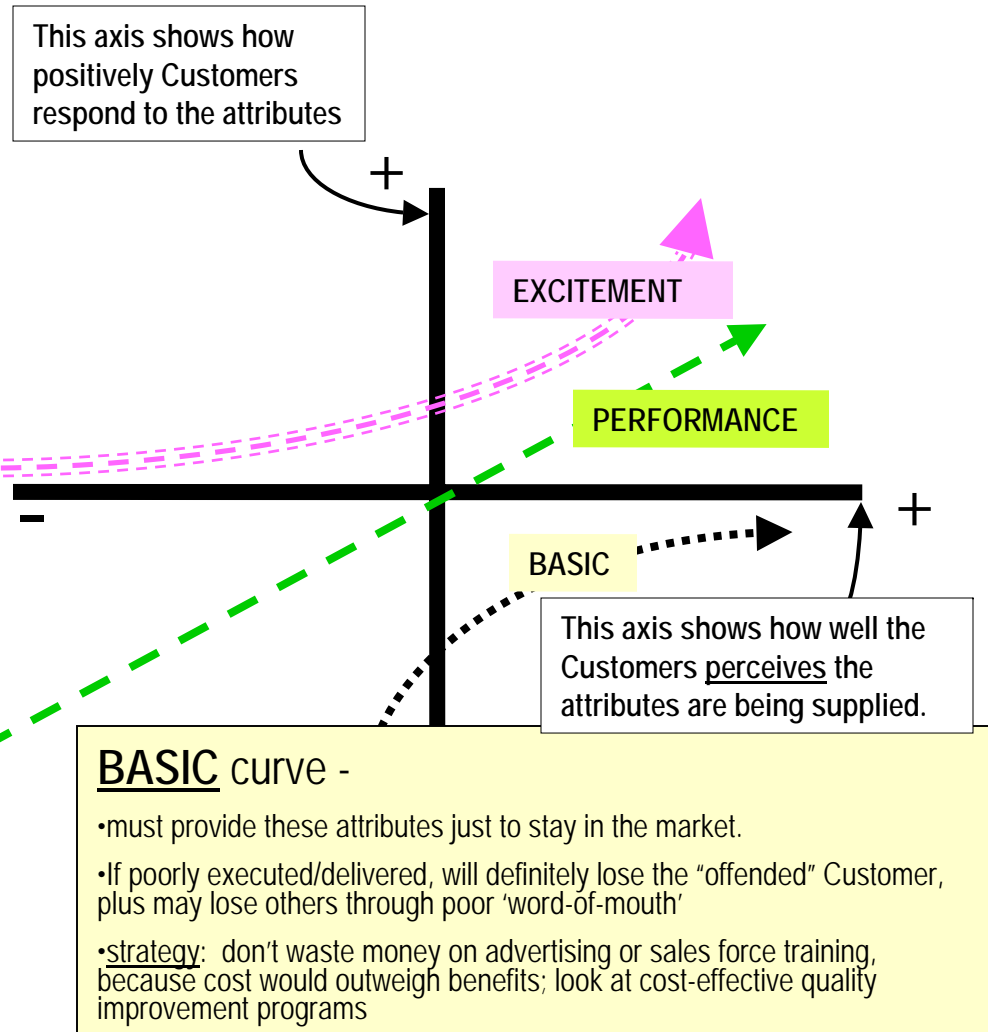 This axis shows how
positively Customers
respond to the attributes
+
EXCITEMENT
PERFORMANCE
-
+
BASIC
This axis shows how well the
Customers perceives the
attributes are being supplied.
BASIC curve -
•must provide these attributes just to stay in the market.
•If poorly executed/delivered, will definitely lose the “offended” Customer,
plus may lose others through poor ‘word-of-mouth’
•strategy: don’t waste money on advertising or sales force training,
because cost would outweigh benefits; look at cost-effective quality
improvement programs